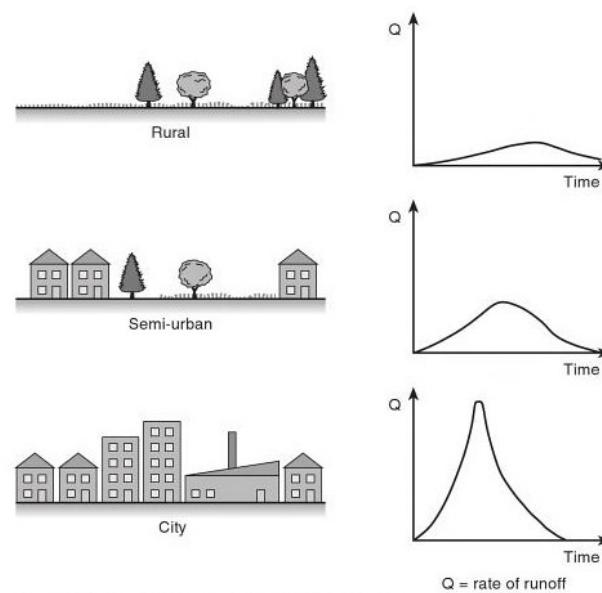 Q
Rural
Time
Q
Semi-urban
Time
Q
City
Time
Q = rate of runoff